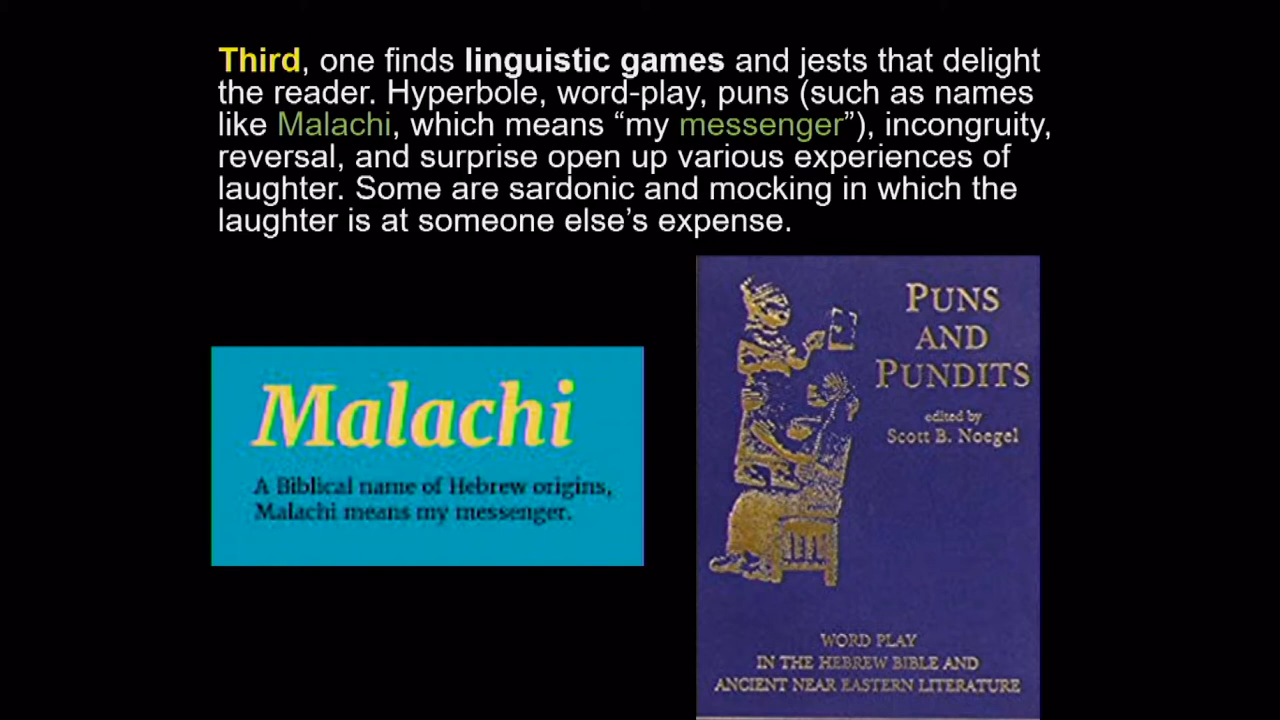 Third, one finds linguistic games and jests that delight
the reader. Hyperbole, word-play, puns (such as names
like Malachi, which means “my messenger”), incongruity,
reversal, and surprise open up various experiences of
laughter. Some are sardonic and mocking in which the
laughter is at someone else’s expense.
Malachi
A Biblical name of Hebrew origins,
Malachi means my messenger.
PUNS
AND
PUNDITS
edited by
Scott B. Noegel
WORD PLAY
IN THE HEBREW BIBLE AND
ANCIENT NEAR EASTERN LITERATURE